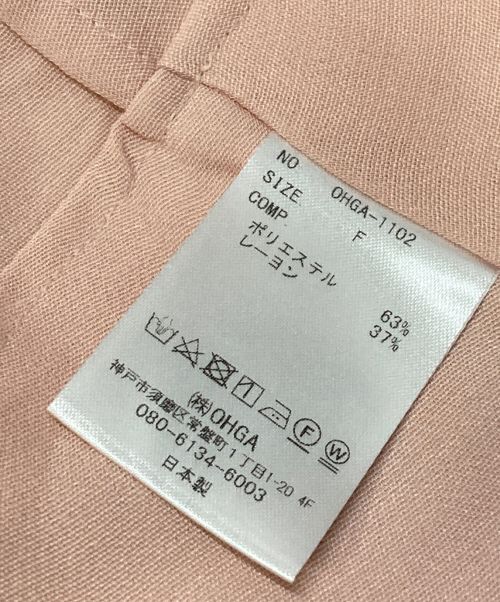 NO OHGA-1102
SIZE F
COMP
ポリエステル 63%
レーヨン 37%
F W
(株)OHGA
神戸市須磨区常盤町1丁目1-20 4F
080-6134-6003
日本製